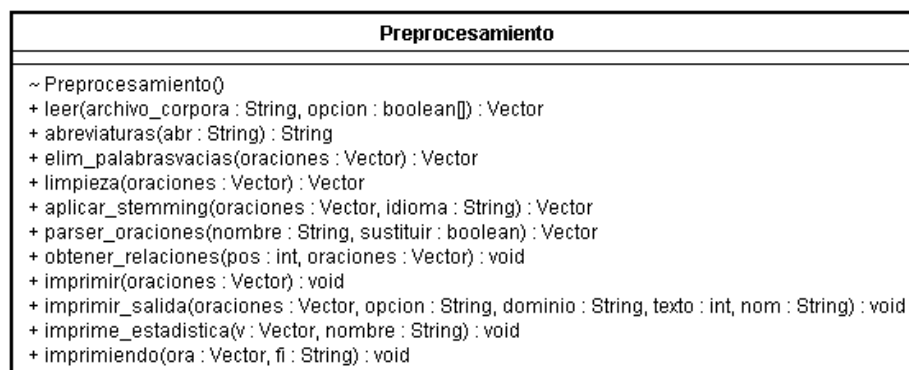 Preprocesamiento
~ Preprocesamiento()
+ leer(archivo_corpora : String, opcion : boolean[]) : Vector
+ abreviaturas(abr : String) : String
+ elim_palabrasvacias(oraciones : Vector) : Vector
+ limpieza(oraciones : Vector) : Vector
+ aplicar_stemming(oraciones : Vector, idioma : String) : Vector
+ parser_oraciones(nombre : String, sustituir : boolean) : Vector
+ obtener_relaciones(pos : int, oraciones : Vector) : void
+ imprimir(oraciones : Vector) : void
+ imprimir_salida(oraciones : Vector, opcion : String, dominio : String, texto : int, nom : String) : void
+ imprime_estadistica(v : Vector, nombre : String) : void
+ imprimiendo(ora : Vector, fi : String) : void